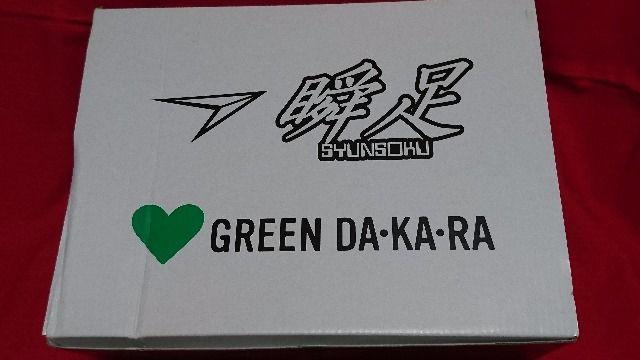 瞬足
SYUNSOKU
GREEN DA・KA・RA